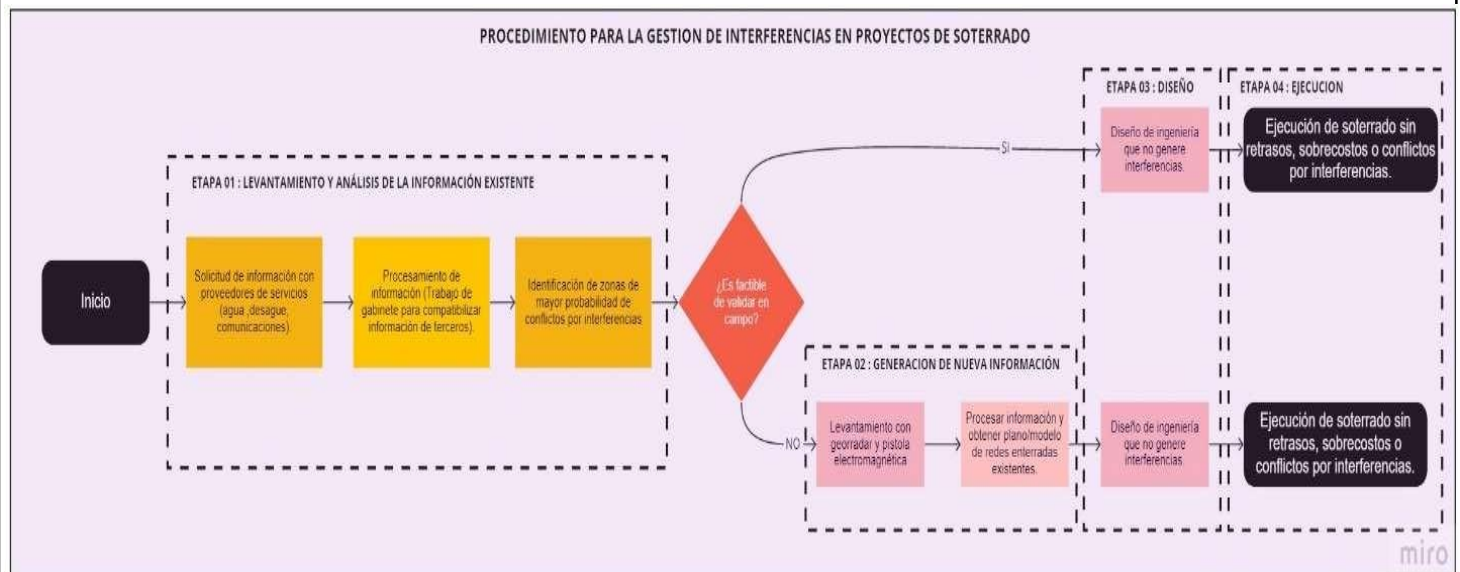 PROCEDIMIENTO PARA LA GESTION DE INTERFERENCIAS EN PROYECTOS DE SOTERRADO
ETAPA 01 : LEVANTAMIENTO Y ANÁLISIS DE LA INFORMACIÓN EXISTENTE
Inicio
Solicitud de información con
proveedores de servicios
(agua ,desague,
comunicaciones).
Procesamiento de
información (Trabajo de
gabinete para compatibilizar
información de terceros).
Identificación de zonas de
mayor probabilidad de
conflictos por interferencias
¿Es factible
de validar en
campo?
SI
ETAPA 03 : DISEÑO
Diseño de ingeniería
que no genere
interferencias.
ETAPA 04 : EJECUCION
Ejecución de soterrado sin
retrasos, sobrecostos o conflictos
por interferencias.
NO
ETAPA 02 : GENERACION DE NUEVA INFORMACIÓN
Levantamiento con
georradar y pistola
electromagnética
Procesar información y
obtener plano/modelo
de redes enterradas
existentes.
Diseño de ingeniería
que no genere
interferencias.
Ejecución de soterrado sin
retrasos, sobrecostos o
conflictos por interferencias.
miro